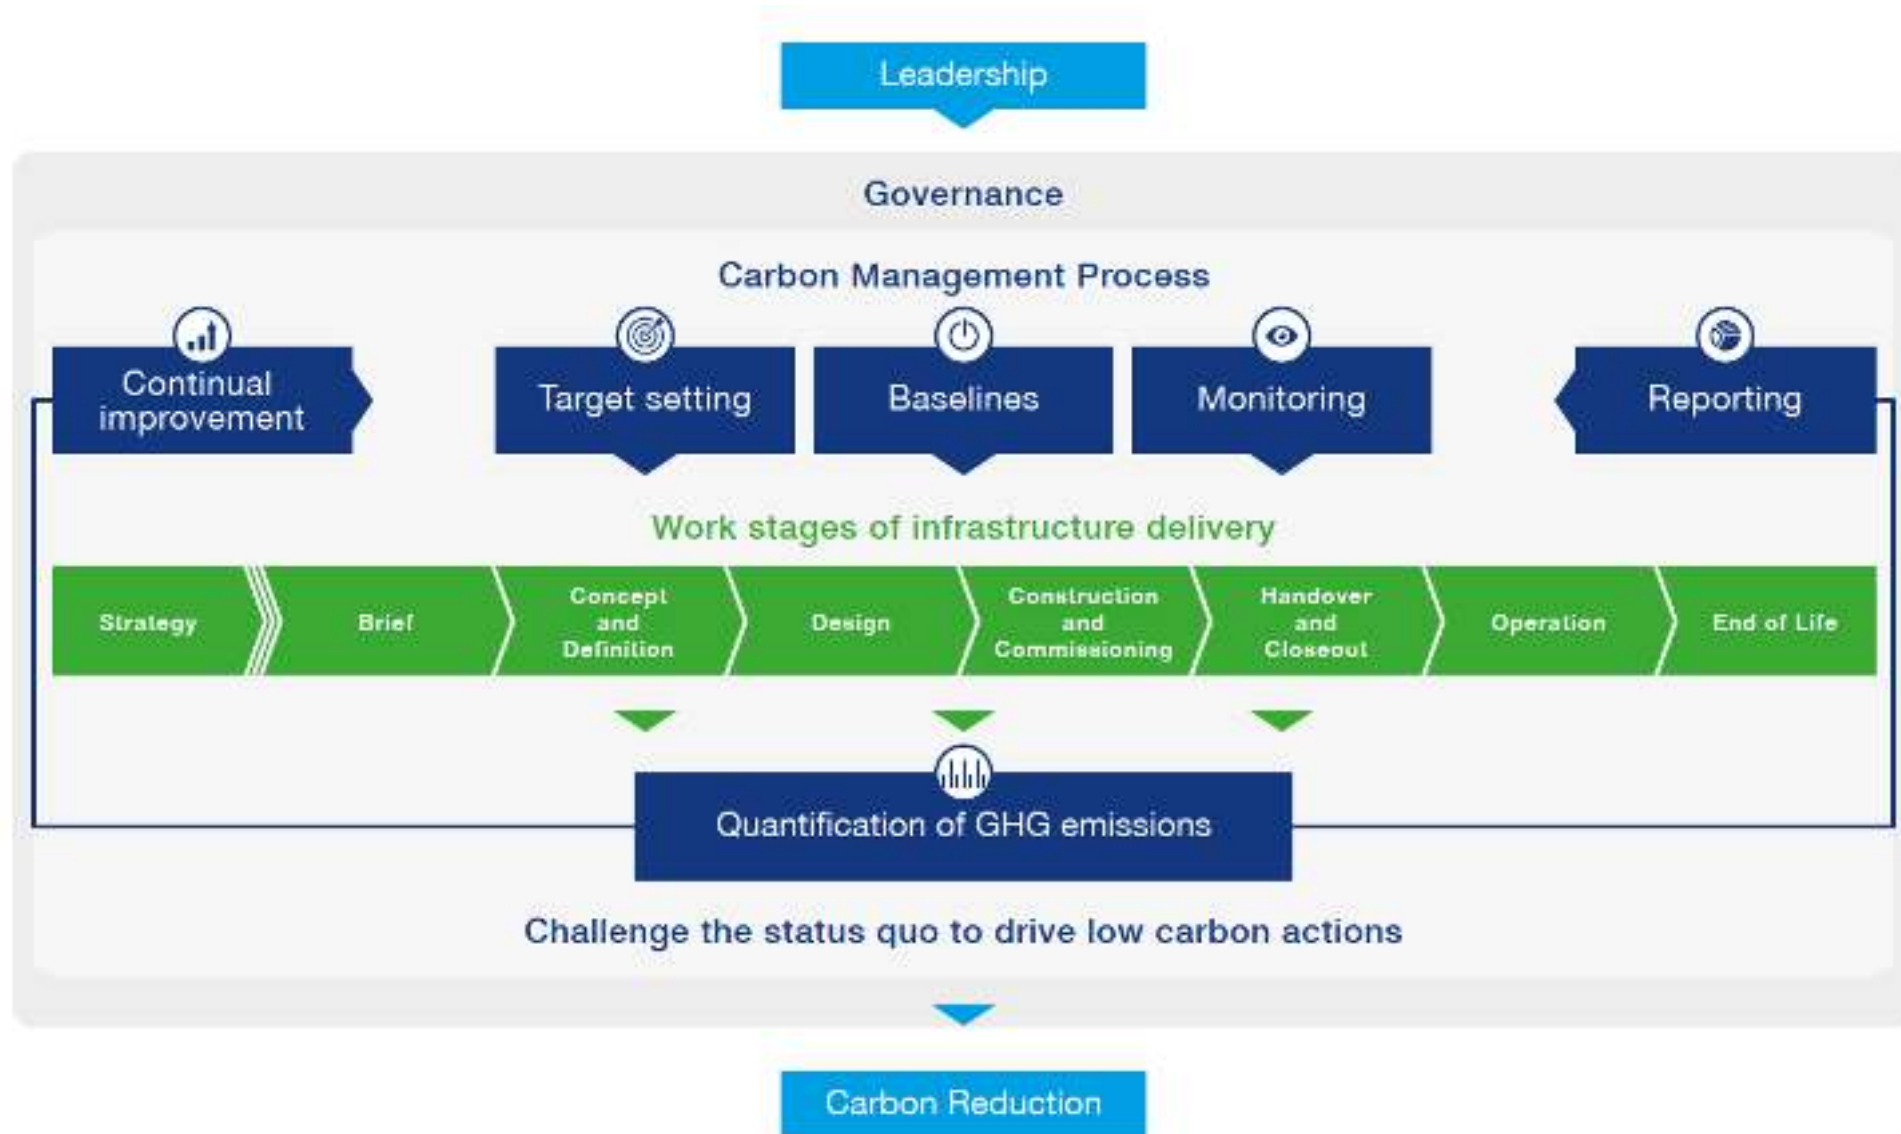 Leadership
Governance
Carbon Management Process
Continual
improvement
Target setting
Baselines
Monitoring
Reporting
Work stages of infrastructure delivery
Strategy
Brief
Concept
and
Definition
Design
Construction
and
Commissioning
Handover
and
Closeout
Operation
End of Life
Quantification of GHG emissions
Challenge the status quo to drive low carbon actions
Carbon Reduction